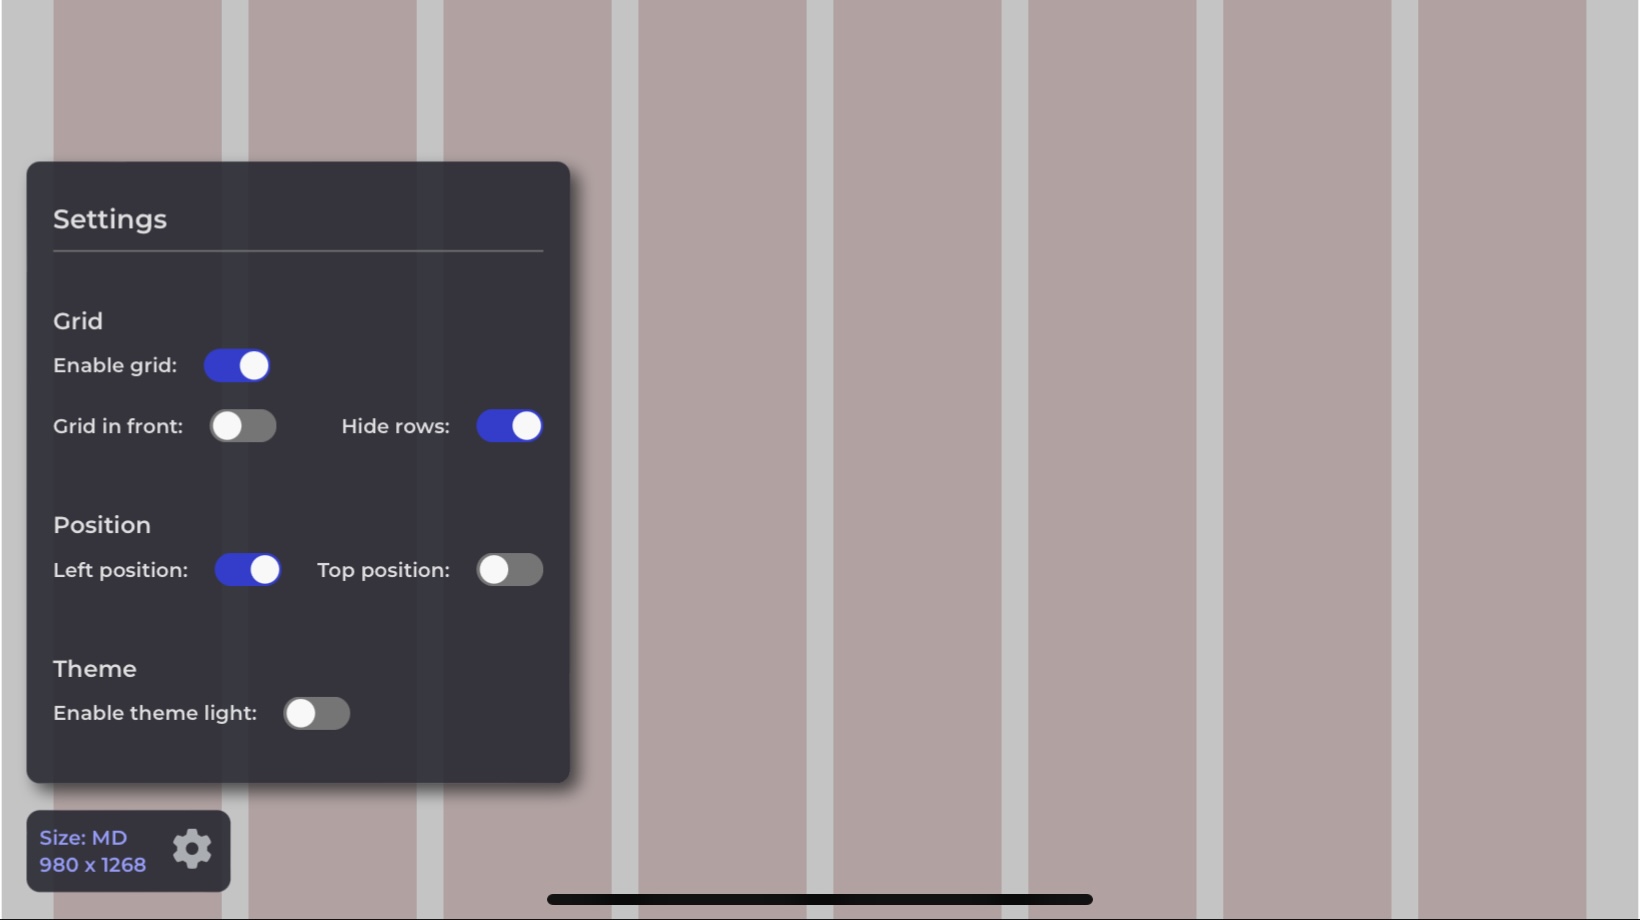 Settings
Grid
Enable grid:
Grid in front: Hide rows:
Position
Left position: Top position:
Theme
Enable theme light:
Size: MD
980 x 1268